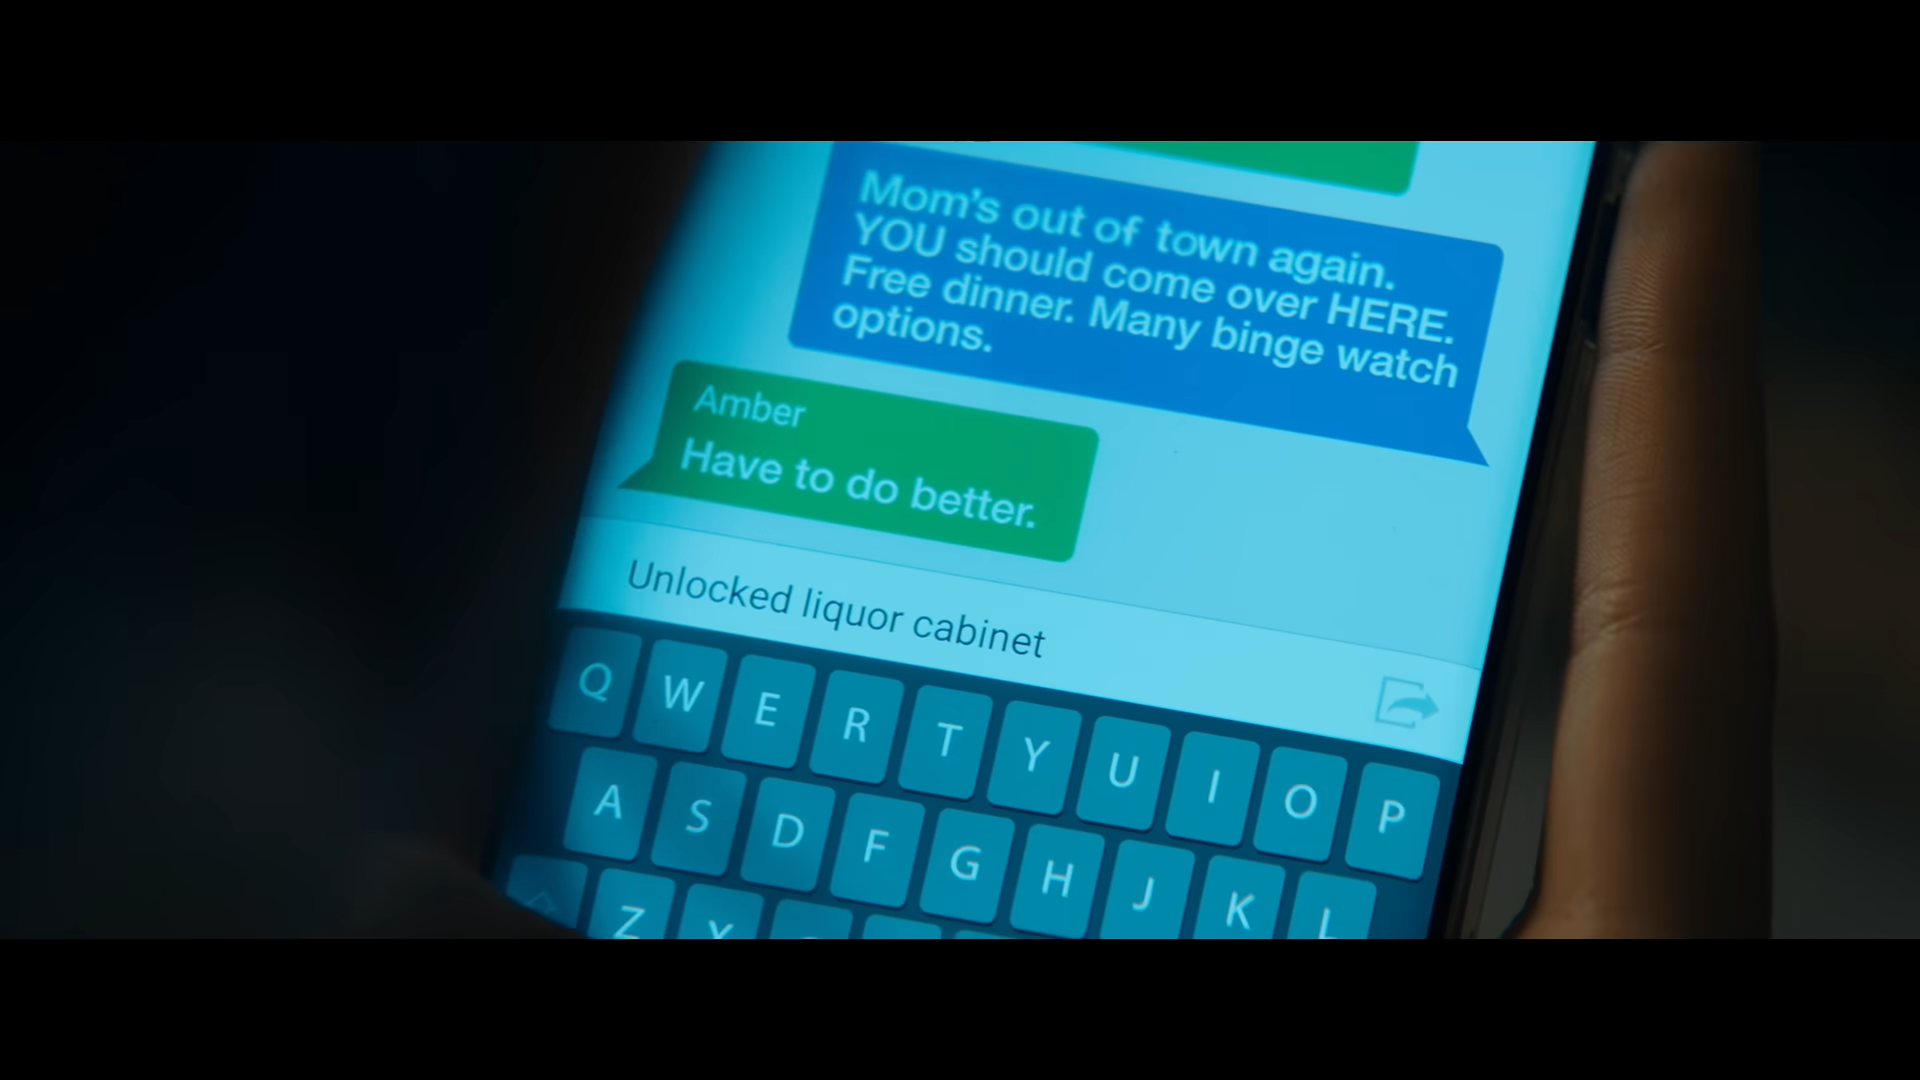 Mom's out of town again.
YOU should come over HERE.
Free dinner. Many binge watch
options.
Amber
Have to do better.
Unlocked liquor cabinet
Q W E R T Y U I O P
A S D F G H J K L
Z X